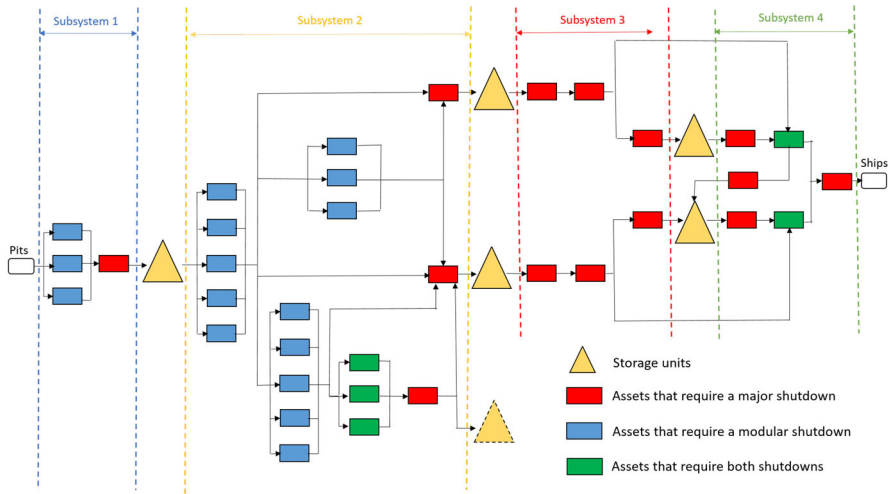 Subsystem 1
Subsystem 2
Subsystem 3
Subsystem 4
Ships
Pits
Storage units
Assets that require a major shutdown
Assets that require a modular shutdown
Assets that require both shutdowns